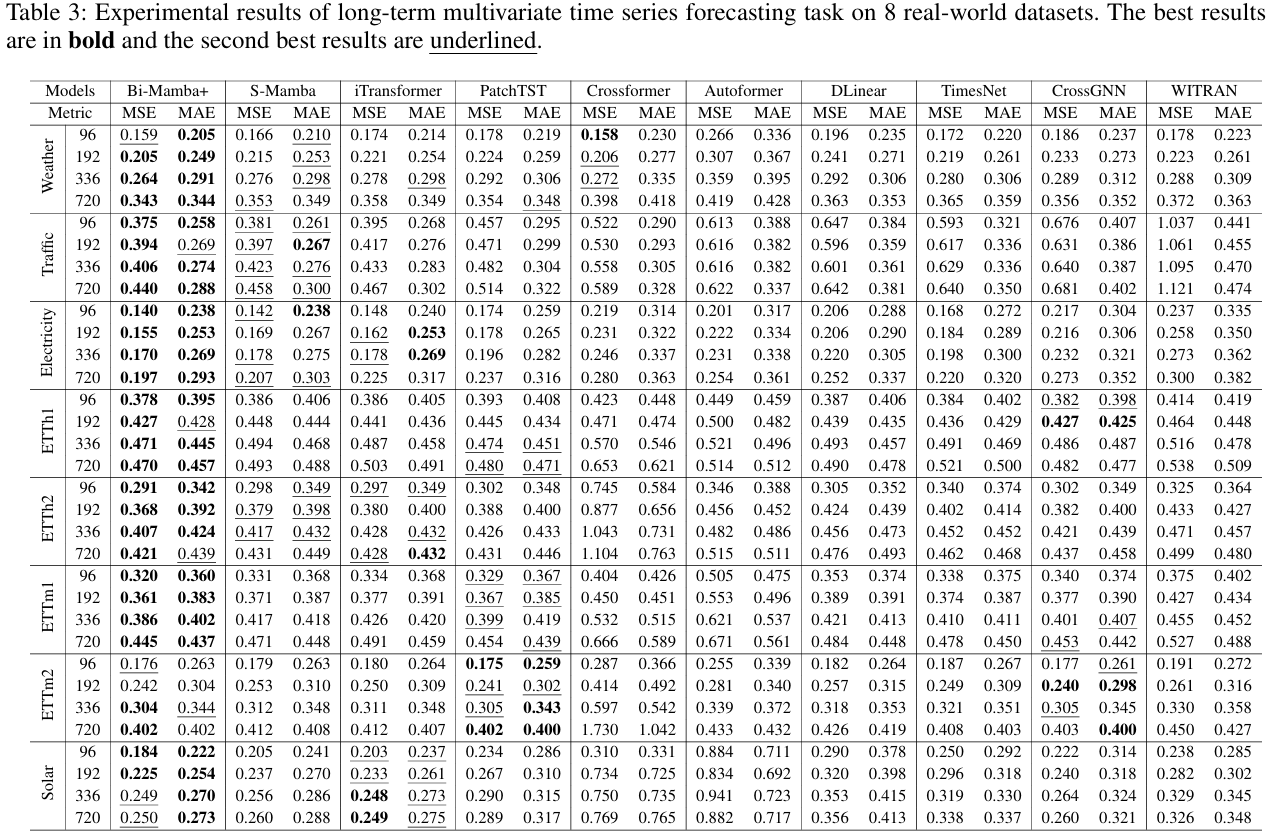 Table 3: Experimental results of long-term multivariate time series forecasting task on 8 real-world datasets. The best results
are in bold and the second best results are underlined.
Models Bi-Mamba+ S-Mamba iTransformer PatchTST Crossformer Autoformer DLinear TimesNet CrossGNN WITRAN
Metric MSE MAE MSE MAE MSE MAE MSE MAE MSE MAE MSE MAE MSE MAE MSE MAE MSE MAE MSE MAE
Weather
96 0.159 0.205 0.166 0.210 0.174 0.214 0.178 0.219 0.158 0.230 0.266 0.336 0.196 0.235 0.172 0.220 0.186 0.237 0.178 0.223
192 0.205 0.249 0.215 0.253 0.221 0.254 0.224 0.259 0.206 0.277 0.307 0.367 0.241 0.271 0.219 0.261 0.233 0.273 0.223 0.261
336 0.264 0.291 0.276 0.298 0.278 0.298 0.292 0.306 0.272 0.335 0.359 0.395 0.292 0.306 0.280 0.306 0.289 0.312 0.288 0.309
720 0.343 0.344 0.353 0.349 0.358 0.349 0.354 0.348 0.398 0.418 0.419 0.428 0.363 0.353 0.365 0.359 0.356 0.352 0.372 0.363
Traffic
96 0.375 0.258 0.381 0.261 0.395 0.268 0.457 0.295 0.522 0.290 0.613 0.388 0.647 0.384 0.593 0.321 0.676 0.407 1.037 0.441
192 0.394 0.269 0.397 0.267 0.417 0.276 0.471 0.299 0.530 0.293 0.616 0.382 0.596 0.359 0.617 0.336 0.631 0.386 1.061 0.455
336 0.406 0.274 0.423 0.276 0.433 0.283 0.482 0.304 0.558 0.305 0.616 0.382 0.601 0.361 0.629 0.336 0.640 0.387 1.095 0.470
720 0.440 0.288 0.458 0.300 0.467 0.302 0.514 0.322 0.589 0.328 0.622 0.337 0.642 0.381 0.640 0.350 0.681 0.402 1.121 0.474
Electricity
96 0.140 0.238 0.142 0.238 0.148 0.240 0.219 0.314 0.201 0.317 0.206 0.288 0.168 0.272 0.217 0.304 0.237 0.335
192 0.155 0.253 0.169 0.267 0.162 0.253 0.178 0.265 0.231 0.322 0.222 0.334 0.206 0.290 0.184 0.289 0.216 0.306 0.258 0.350
336 0.170 0.269 0.178 0.275 0.178 0.269 0.196 0.282 0.246 0.337 0.231 0.338 0.220 0.305 0.198 0.300 0.232 0.321 0.273 0.362
720 0.197 0.293 0.207 0.303 0.225 0.317 0.237 0.316 0.280 0.363 0.254 0.361 0.252 0.337 0.220 0.320 0.273 0.352 0.300 0.382
ETTh1
96 0.378 0.395 0.386 0.406 0.386 0.405 0.393 0.408 0.423 0.448 0.449 0.459 0.387 0.406 0.384 0.402 0.382 0.398 0.414 0.419
192 0.427 0.428 0.448 0.444 0.441 0.436 0.445 0.434 0.471 0.474 0.500 0.482 0.439 0.435 0.436 0.429 0.427 0.425 0.464 0.448
336 0.471 0.445 0.494 0.468 0.487 0.458 0.474 0.451 0.570 0.546 0.521 0.496 0.493 0.457 0.491 0.469 0.486 0.487 0.516 0.478
720 0.470 0.457 0.493 0.488 0.503 0.491 0.480 0.471 0.653 0.621 0.514 0.512 0.490 0.478 0.521 0.500 0.482 0.477 0.538 0.509
ETTh2
96 0.291 0.342 0.298 0.349 0.297 0.349 0.302 0.348 0.745 0.584 0.346 0.388 0.305 0.352 0.340 0.374 0.302 0.349 0.325 0.364
192 0.368 0.392 0.379 0.398 0.380 0.400 0.388 0.400 0.877 0.656 0.456 0.452 0.424 0.439 0.402 0.414 0.382 0.400 0.433 0.427
336 0.407 0.424 0.417 0.432 0.428 0.432 0.426 0.433 1.043 0.731 0.482 0.486 0.456 0.473 0.452 0.452 0.421 0.439 0.471 0.457
720 0.421 0.439 0.431 0.449 0.428 0.432 0.431 0.446 1.104 0.763 0.515 0.511 0.476 0.493 0.462 0.468 0.437 0.458 0.499 0.480
ETTm1
96 0.320 0.360 0.331 0.368 0.334 0.368 0.329 0.367 0.404 0.426 0.505 0.475 0.353 0.374 0.338 0.375 0.340 0.374 0.375 0.402
192 0.361 0.383 0.371 0.387 0.377 0.391 0.367 0.385 0.450 0.451 0.553 0.496 0.389 0.391 0.374 0.387 0.377 0.390 0.427 0.434
336 0.386 0.402 0.417 0.418 0.426 0.420 0.399 0.419 0.532 0.515 0.621 0.537 0.421 0.413 0.410 0.411 0.401 0.407 0.455 0.452
720 0.445 0.437 0.471 0.448 0.491 0.459 0.454 0.439 0.666 0.589 0.671 0.561 0.484 0.448 0.478 0.450 0.453 0.442 0.527 0.488
ETTm2
96 0.176 0.263 0.179 0.263 0.180 0.264 0.175 0.259 0.287 0.366 0.255 0.339 0.182 0.264 0.187 0.267 0.177 0.261 0.191 0.272
192 0.242 0.304 0.253 0.310 0.250 0.309 0.241 0.302 0.414 0.492 0.281 0.340 0.257 0.315 0.249 0.309 0.240 0.298 0.261 0.316
336 0.304 0.344 0.312 0.348 0.311 0.348 0.305 0.343 0.597 0.542 0.339 0.372 0.318 0.353 0.321 0.351 0.305 0.345 0.330 0.358
720 0.402 0.402 0.412 0.408 0.412 0.407 0.402 0.400 1.730 1.042 0.433 0.432 0.426 0.419 0.408 0.403 0.403 0.400 0.450 0.427
Solar
96 0.184 0.222 0.205 0.241 0.203 0.237 0.234 0.286 0.310 0.331 0.884 0.711 0.290 0.378 0.250 0.292 0.222 0.314 0.238 0.285
192 0.225 0.254 0.237 0.270 0.233 0.261 0.267 0.310 0.734 0.725 0.834 0.692 0.320 0.398 0.296 0.318 0.240 0.318 0.282 0.302
336 0.249 0.270 0.256 0.286 0.248 0.273 0.290 0.315 0.750 0.735 0.941 0.723 0.353 0.415 0.319 0.330 0.264 0.324 0.329 0.345
720 0.250 0.273 0.260 0.288 0.249 0.275 0.289 0.317 0.769 0.765 0.882 0.717 0.356 0.413 0.338 0.337 0.260 0.321 0.326 0.348